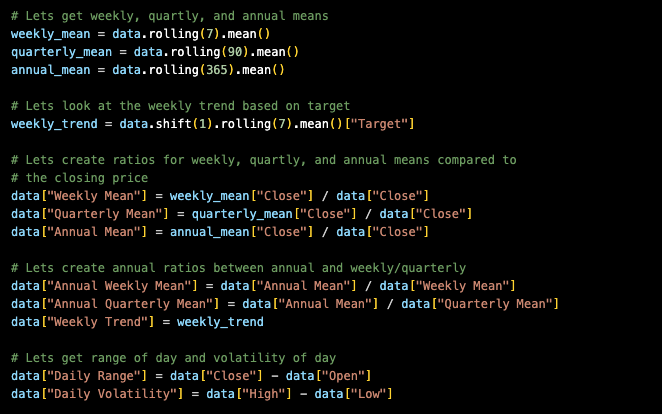 # Lets get weekly, quartly, and annual means
weekly_mean = data.rolling(7).mean()
quarterly_mean = data.rolling(90).mean()
annual_mean = data.rolling(365).mean()

# Lets look at the weekly trend based on target
weekly_trend = data.shift(1).rolling(7).mean()["Target"]

# Lets create ratios for weekly, quartly, and annual means compared to
# the closing price
data["Weekly Mean"] = weekly_mean["Close"] / data["Close"]
data["Quarterly Mean"] = quarterly_mean["Close"] / data["Close"]
data["Annual Mean"] = annual_mean["Close"] / data["Close"]

# Lets create annual ratios between annual and weekly/quarterly
data["Annual Weekly Mean"] = data["Annual Mean"] / data["Weekly Mean"]
data["Annual Quarterly Mean"] = data["Annual Mean"] / data["Quarterly Mean"]
data["Weekly Trend"] = weekly_trend

# Lets get range of day and volatility of day
data["Daily Range"] = data["Close"] - data["Open"]
data["Daily Volatility"] = data["High"] - data["Low"]